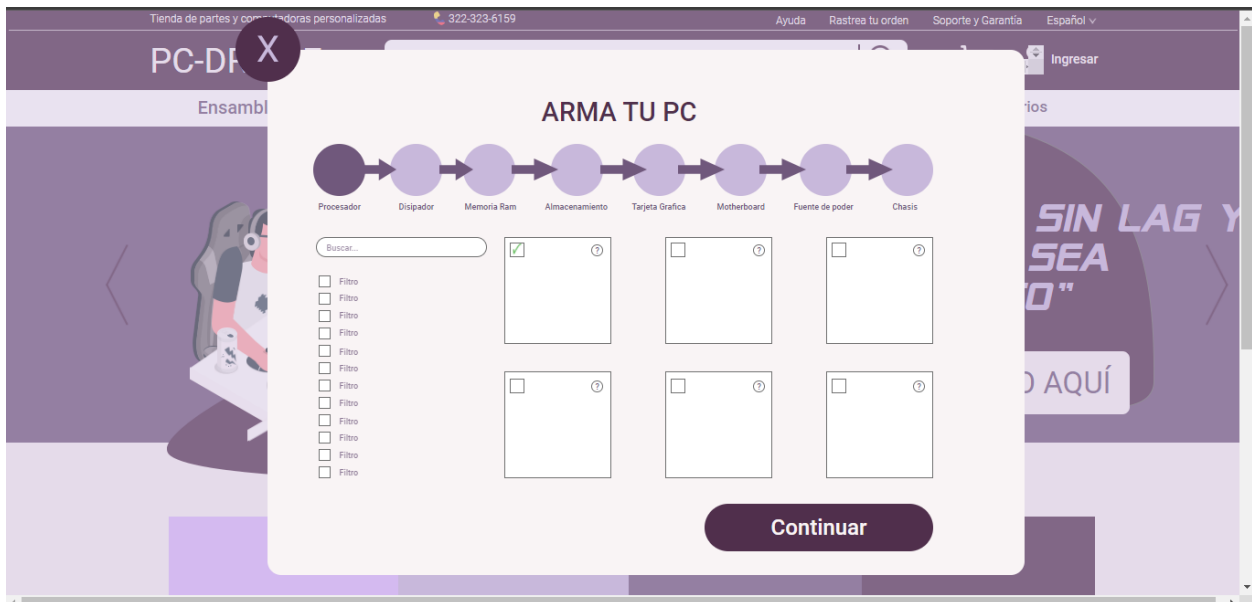 Tienda de partes y computadoras personalizadas 322-323-6159 Ayuda Rastrea tu orden Soporte y Garantía Español
X
PC-DR Ingresar
Ensambl rios
ARMA TU PC
Procesador Disipador Memoria Ram Almacenamiento Tarjeta Grafica Motherboard Fuente de poder Chasis
SIN LAG Y
SEA
O"
O AQUÍ
Buscar...
Filtro
Filtro
Filtro
Filtro
Filtro
Filtro
Filtro
Filtro
Filtro
Filtro
Filtro
Filtro
?
?
?
?
?
?
Continuar